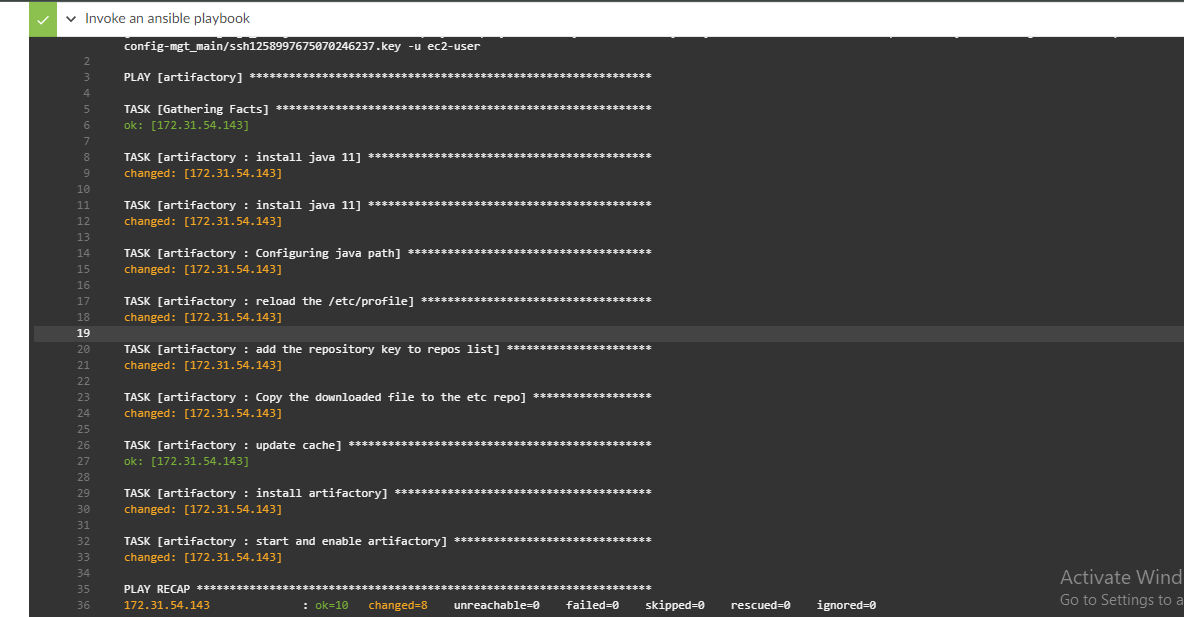 Invoke an ansible playbook
config-mgt_main/ssh1258997675070246237.key -u ec2-user
2
3 PLAY [artifactory] *************************************************************
4
5 TASK [Gathering Facts] *********************************************************
6 ok: [172.31.54.143]
7
8 TASK [artifactory : install java 11] *******************************************
9 changed: [172.31.54.143]
10
11 TASK [artifactory : install java 11] *******************************************
12 changed: [172.31.54.143]
13
14 TASK [artifactory : Configuring java path] *************************************
15 changed: [172.31.54.143]
16
17 TASK [artifactory : reload the /etc/profile] ***********************************
18 changed: [172.31.54.143]
19
20 TASK [artifactory : add the repository key to repos list] **********************
21 changed: [172.31.54.143]
22
23 TASK [artifactory : Copy the downloaded file to the etc repo] ******************
24 changed: [172.31.54.143]
25
26 TASK [artifactory : update cache] **********************************************
27 ok: [172.31.54.143]
28
29 TASK [artifactory : install artifactory] ***************************************
30 changed: [172.31.54.143]
31
32 TASK [artifactory : start and enable artifactory] ******************************
33 changed: [172.31.54.143]
34
35 PLAY RECAP *********************************************************************
36 172.31.54.143 : ok=10 changed=8 unreachable=0 failed=0 skipped=0 rescued=0 ignored=0
Activate Wind
Go to Settings to a